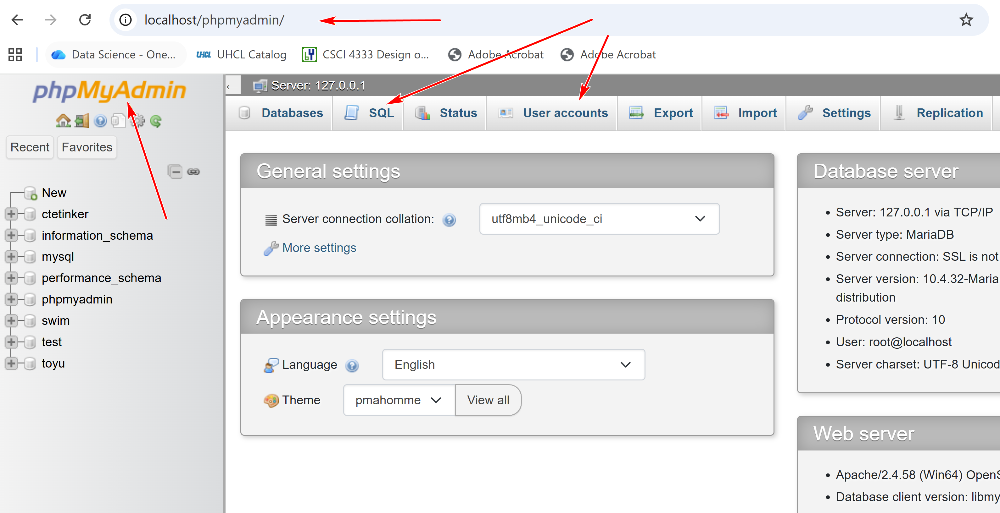 localhost/phpmyadmin/
Data Science - One...
UHCL UHCL Catalog
CSCI 4333 Design o...
Adobe Acrobat
Adobe Acrobat
phpMyAdmin
Recent
Favorites
New
ctetinker
information_schema
mysql
performance_schema
phpmyadmin
swim
test
toyu
Server: 127.0.0.1
Databases
SQL
Status
User accounts
Export
Import
Settings
Replication
General settings
Server connection collation:
utf8mb4_unicode_ci
More settings
Appearance settings
Language
English
Theme
pmahomme
View all
Database server
Server: 127.0.0.1 via TCP/IP
Server type: MariaDB
Server connection: SSL is not
Server version: 10.4.32-Maria
distribution
Protocol version: 10
User: root@localhost
Server charset: UTF-8 Unicod
Web server
Apache/2.4.58 (Win64) OpenS
Database client version: libmy